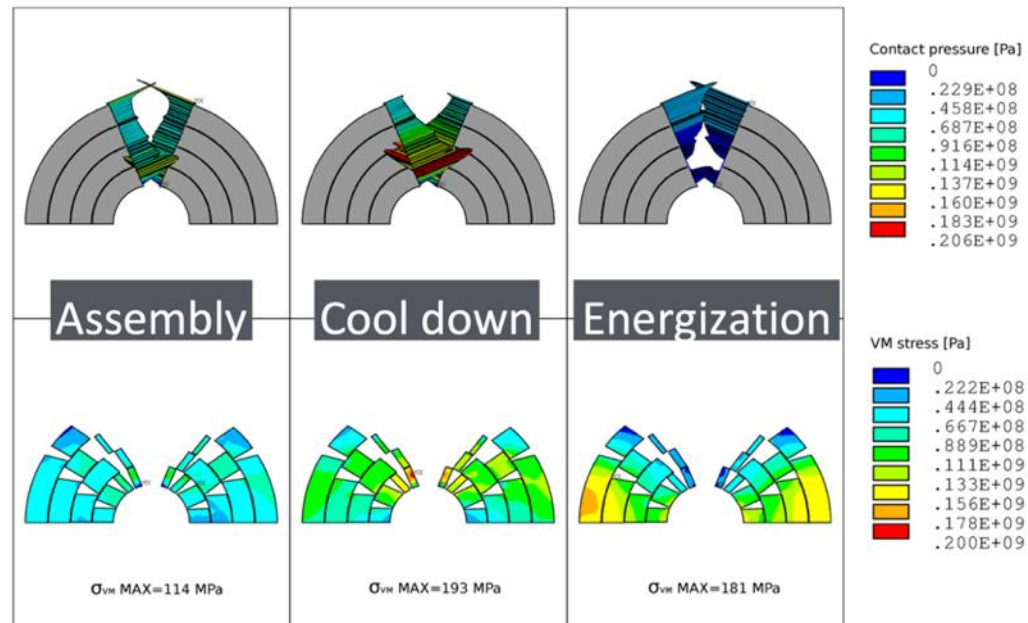 Contact pressure [Pa]
0
.229E+08
.458E+08
.687E+08
.916E+08
.114E+09
.137E+09
.160E+09
.183E+09
.206E+09
Assembly
Cool down
Energization
VM stress [Pa]
0
.222E+08
.444E+08
.667E+08
.889E+08
.111E+09
.133E+09
.156E+09
.178E+09
.200E+09
σVM MAX=114 MPa
σVM MAX=193 MPa
σVM MAX=181 MPa